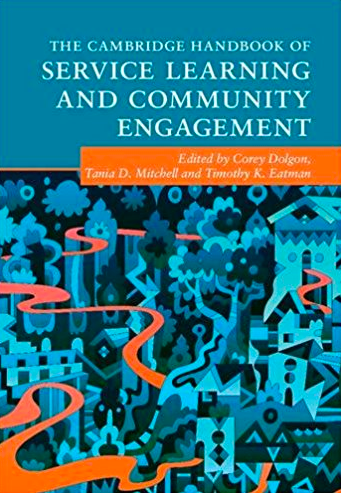 THE CAMBRIDGE HANDBOOK OF
SERVICE LEARNING
AND COMMUNITY
ENGAGEMENT
Edited by Corey Dolgon,
Tania D. Mitchell and Timothy K. Eatman